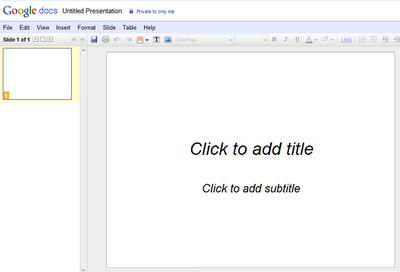 Google docs Untitled Presentation Private to only me
File Edit View Insert Format Slide Table Help
Slide 1 of 1 T Normal B I U A Link
1
Click to add title
Click to add subtitle